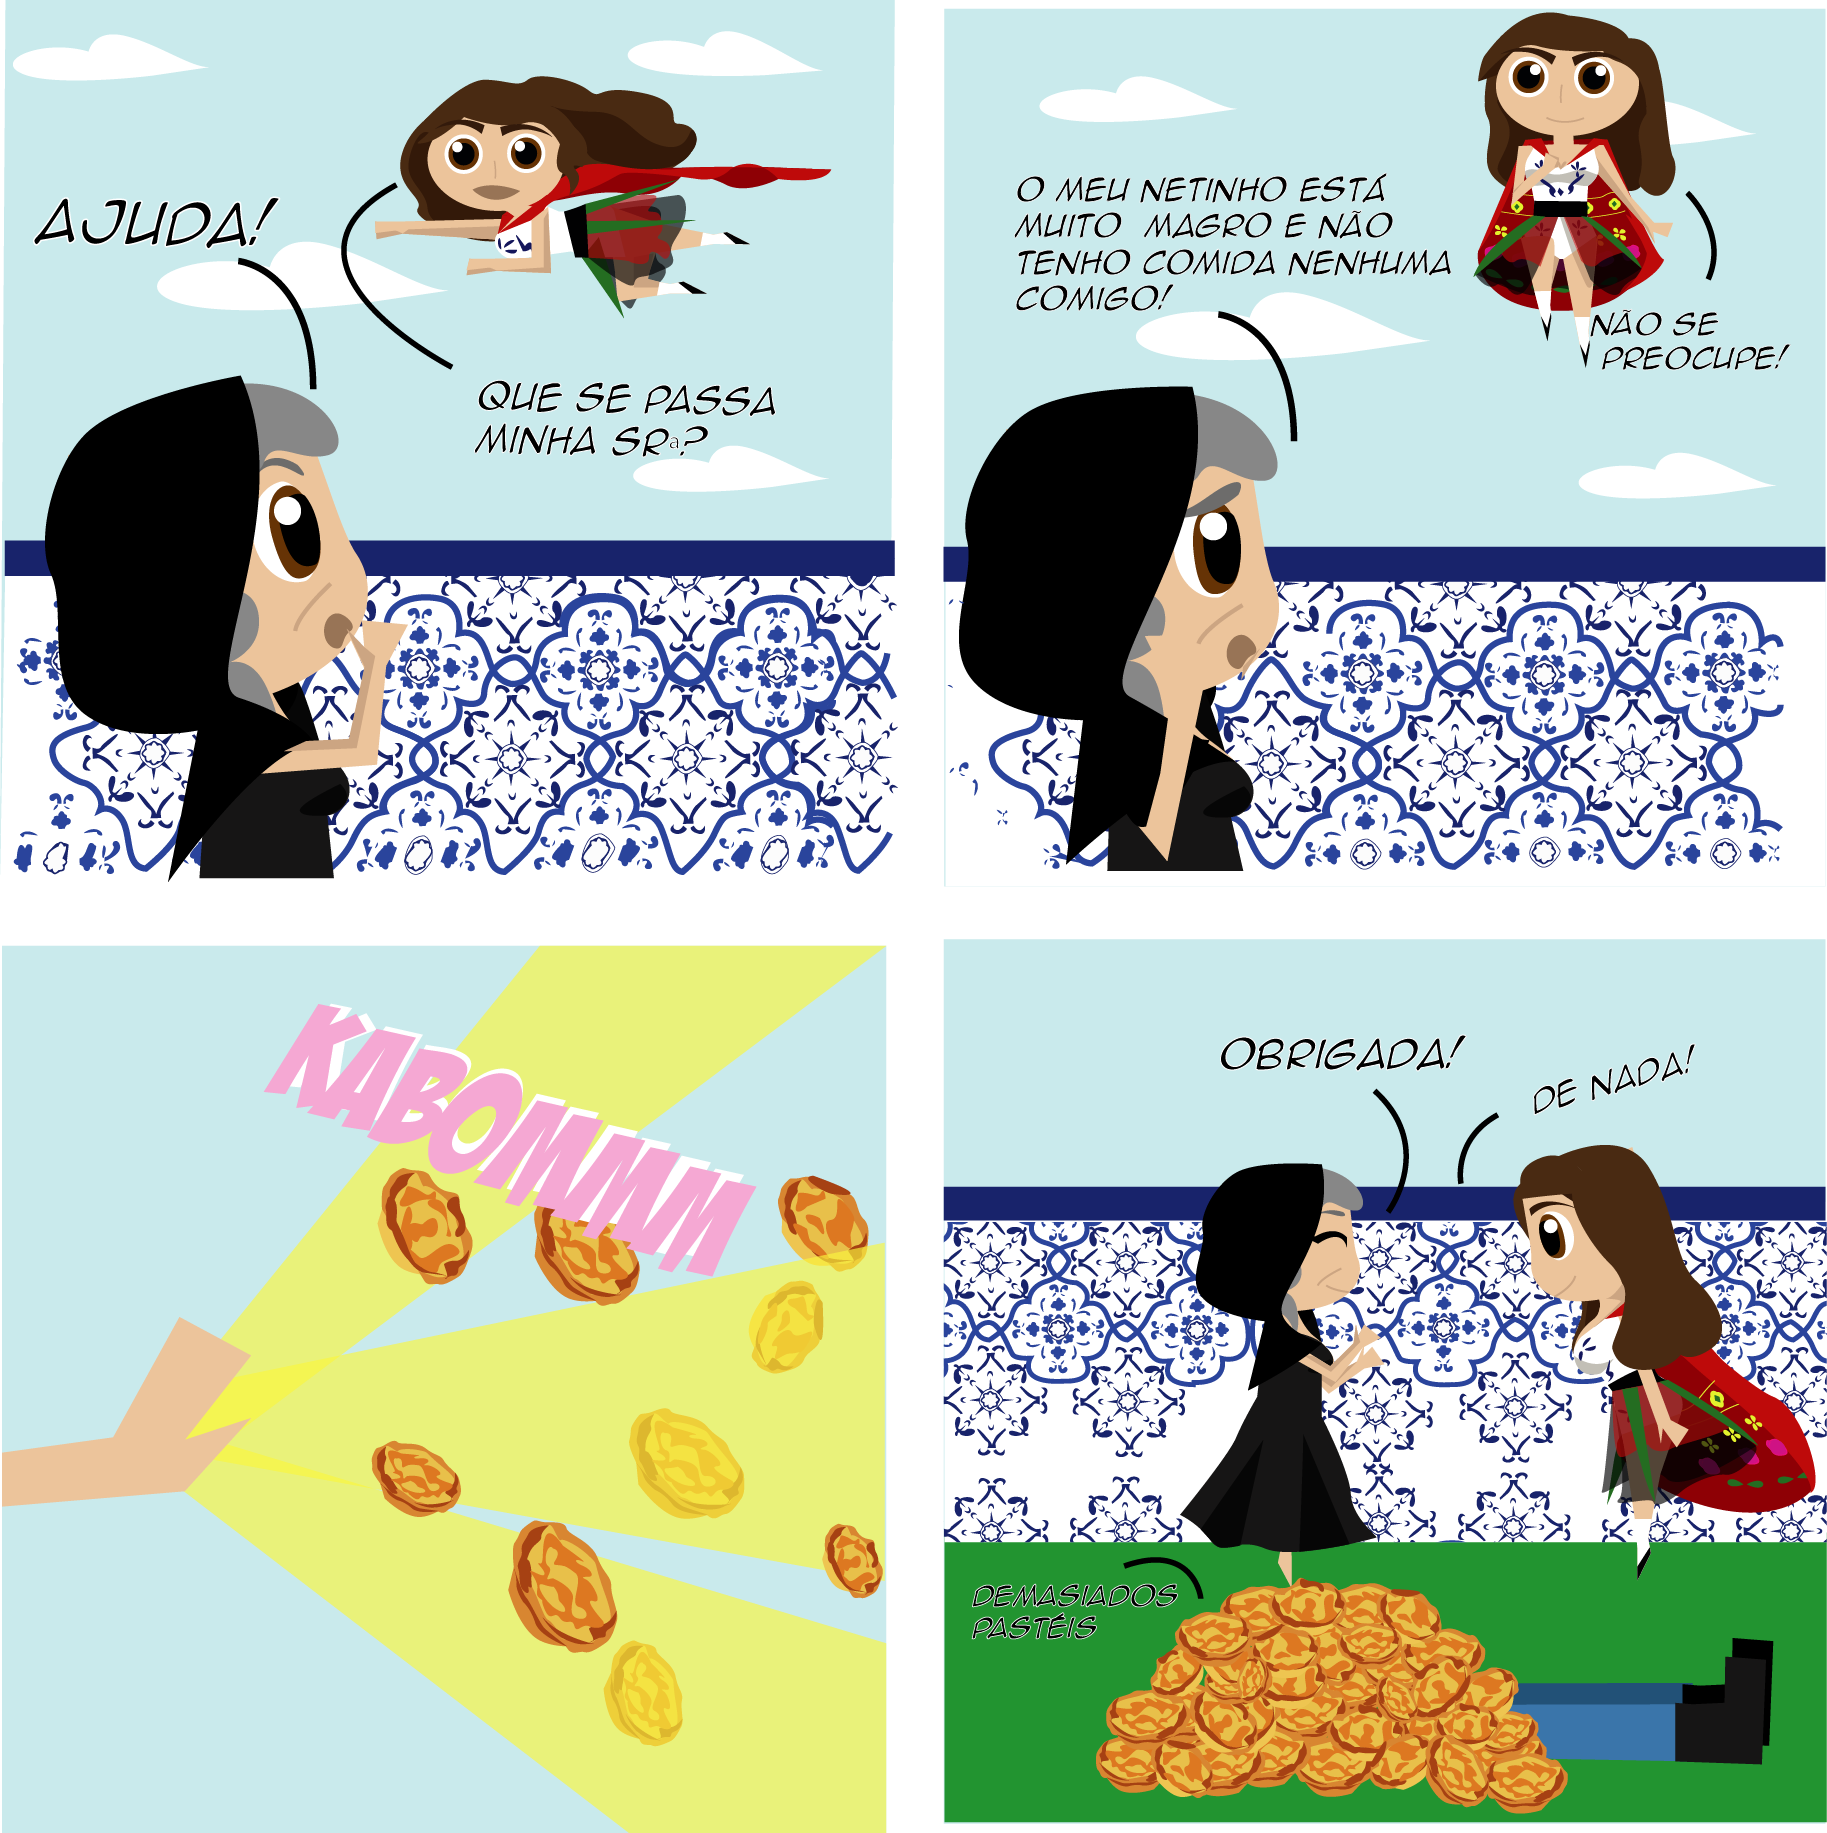 AJUDA!
QUE SE PASSA
MINHA SRª?
O MEU NETINHO ESTÁ
MUITO MAGRO E NÃO
TENHO COMIDA NENHUMA
COMIGO!
NÃO SE
PREOCUPE!
KABOMMM
OBRIGADA!
DE NADA!
DEMASIADOS
PASTÉIS